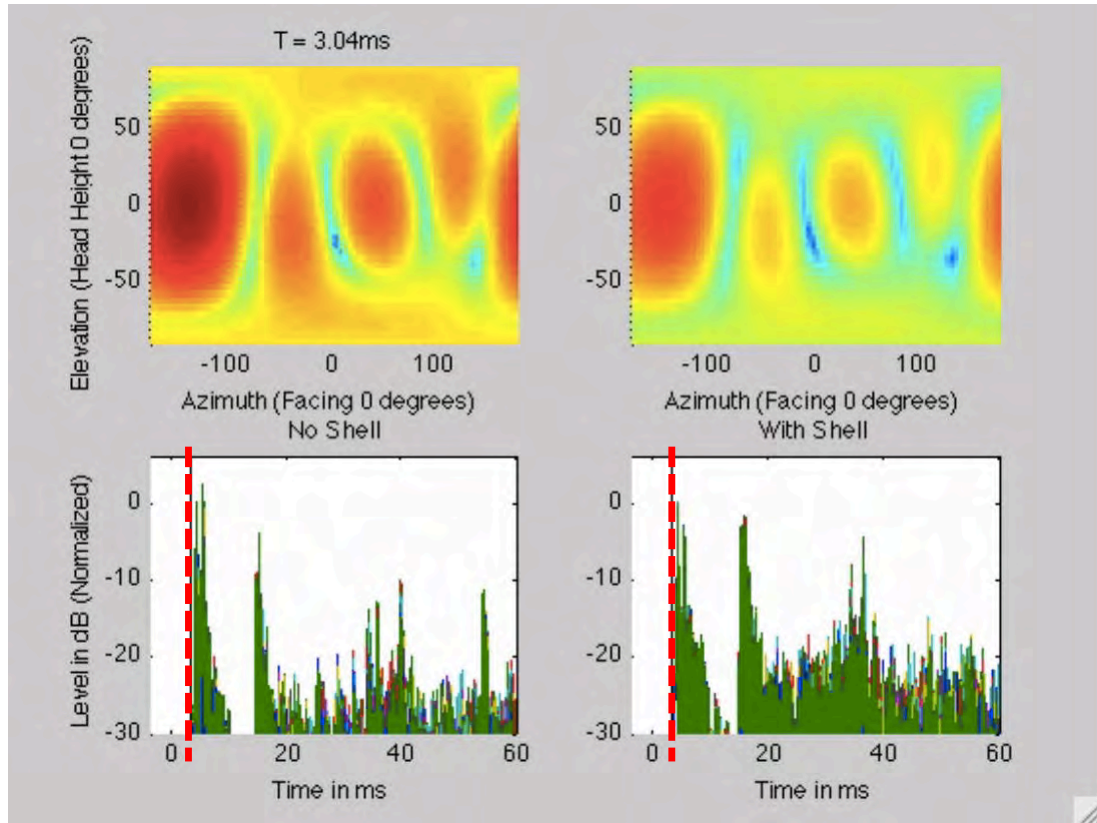 T = 3.04ms
Elevation (Head Height 0 degrees)
50
0
-50
-100 0 100
Azimuth (Facing 0 degrees)
No Shell
50
0
-50
-100 0 100
Azimuth (Facing 0 degrees)
With Shell
Level in dB (Normalized)
0
-10
-20
-30
0 20 40 60
Time in ms
0
-10
-20
-30
0 20 40 60
Time in ms